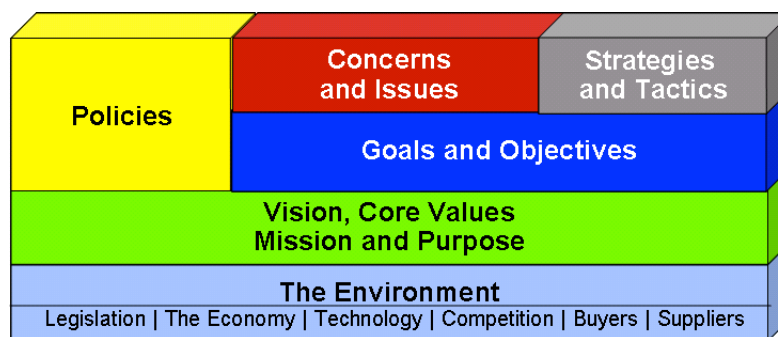 Policies
Concerns
and Issues
Strategies
and Tactics
Goals and Objectives
Vision, Core Values
Mission and Purpose
The Environment
Legislation | The Economy | Technology | Competition | Buyers | Suppliers